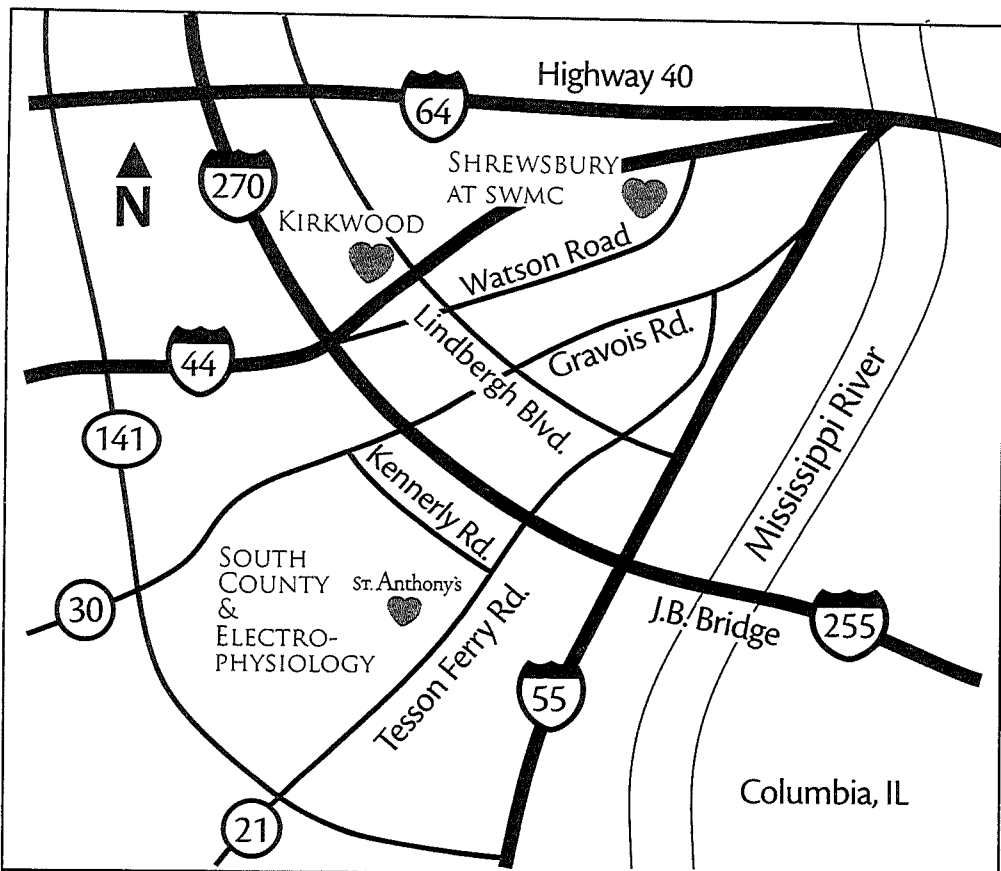 Highway 40
64
SHREWSBURY
AT SWMC
270
N
KIRKWOOD
Watson Road
Lindbergh Blvd.
Gravois Rd.
44
141
Mississippi River
Kennerly Rd.
SOUTH
COUNTY
&
ELECTRO-
PHYSIOLOGY
ST. Anthony's
30
J.B. Bridge
255
Tesson Ferry Rd.
55
Columbia, IL
21